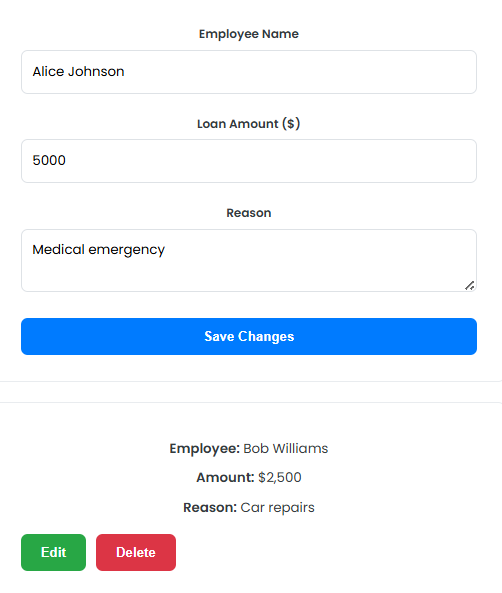 Employee Name
Alice Johnson
Loan Amount ($)
5000
Reason
Medical emergency
Save Changes
Employee: Bob Williams
Amount: $2,500
Reason: Car repairs
Edit Delete